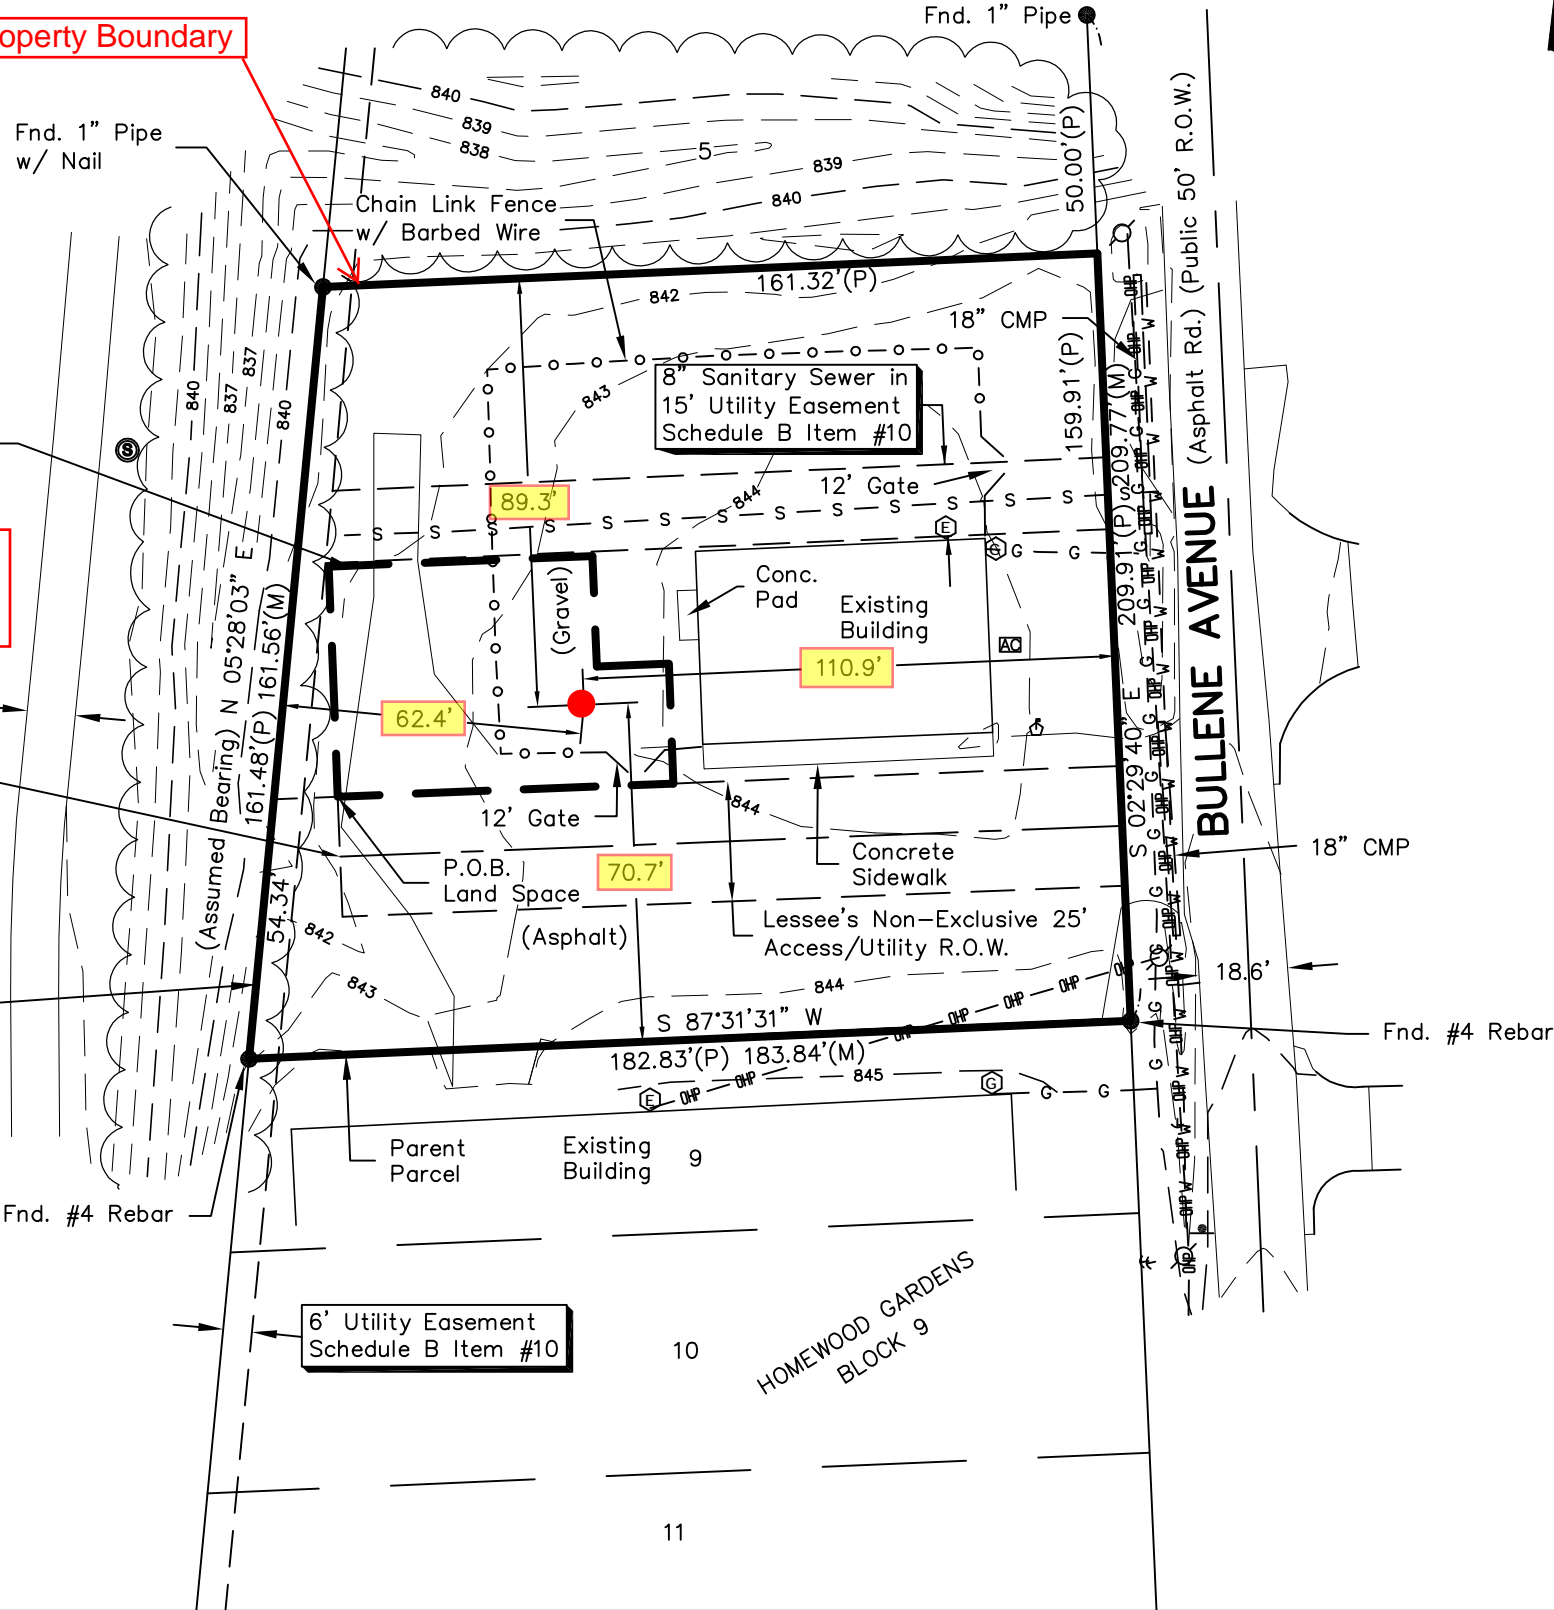 operty Boundary
Fnd. 1" Pipe
Fnd. 1" Pipe
w/ Nail
840
839
838
5
839
840
50.00'(P)
Chain Link Fence
w/ Barbed Wire
161.32'(P)
842
18" CMP
(Asphalt Rd.) (Public 50' R.O.W.)
BULLENE AVENUE
840
837
837
840
843
8" Sanitary Sewer in
15' Utility Easement
Schedule B Item #10
159.91'(P)
209.77'(M)
209.91'(P)
S 02°29'40" E
12' Gate
844
89.3'
S S S S S S S S S S S S S
E
G G G
(Gravel)
Conc.
Pad
Existing
Building
AC
110.9'
62.4'
(Assumed Bearing) N 05°28'03" E
161.48'(P) 161.56'(M)
54.34'
12' Gate
844
P.O.B.
Land Space
70.7'
Concrete
Sidewalk
18" CMP
Lessee's Non-Exclusive 25'
Access/Utility R.O.W.
(Asphalt)
842
843
844
18.6'
S 87°31'31" W
182.83'(P) 183.84'(M)
OHP OHP OHP OHP OHP OHP
845
Fnd. #4 Rebar
E
G
G G
Parent
Parcel
Existing
Building
9
Fnd. #4 Rebar
6' Utility Easement
Schedule B Item #10
10
HOMEWOOD GARDENS
BLOCK 9
11